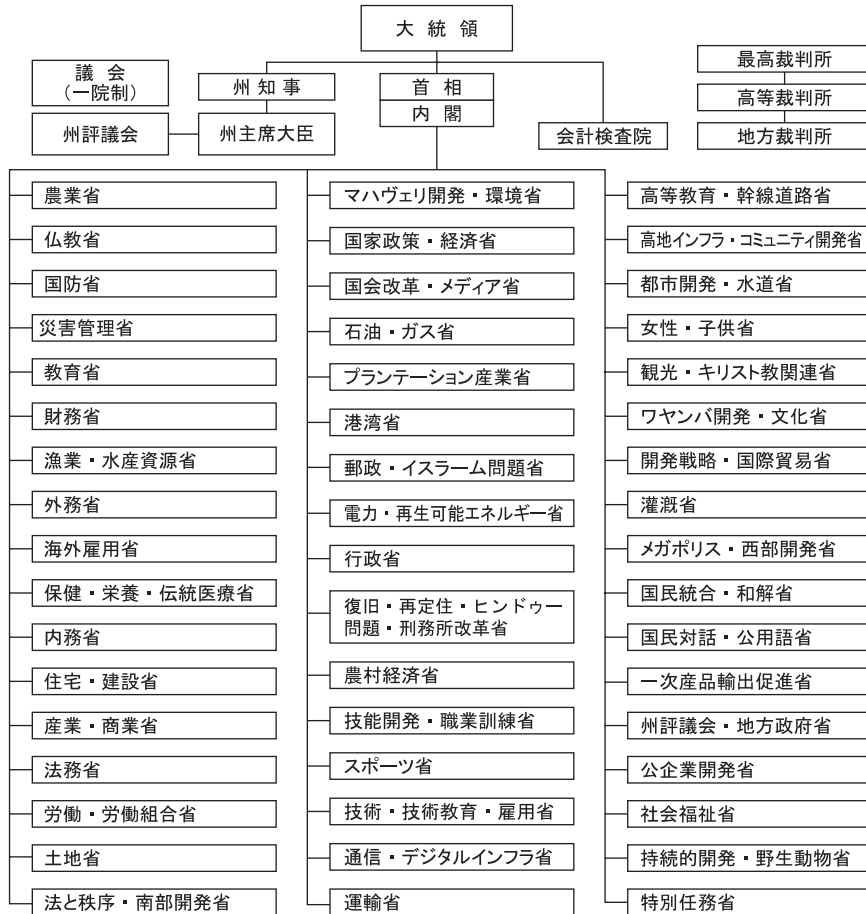 大統領
議会
(一院制)
州知事
首相
内閣
会計検査院
最高裁判所
高等裁判所
地方裁判所
州評議会
州主席大臣
農業省
仏教省
国防省
災害管理省
教育省
財務省
漁業・水産資源省
外務省
海外雇用省
保健・栄養・伝統医療省
内務省
住宅・建設省
産業・商業省
法務省
労働・労働組合省
土地省
法と秩序・南部開発省
マハヴェリ開発・環境省
国家政策・経済省
国会改革・メディア省
石油・ガス省
プランテーション産業省
港湾省
郵政・イスラーム問題省
電力・再生可能エネルギー省
行政省
復旧・再定住・ヒンドゥー
問題・刑務所改革省
農村経済省
技能開発・職業訓練省
スポーツ省
技術・技術教育・雇用省
通信・デジタルインフラ省
運輸省
高等教育・幹線道路省
高地インフラ・コミュニティ開発省
都市開発・水道省
女性・子供省
観光・キリスト教関連省
ワヤンバ開発・文化省
開発戦略・国際貿易省
灌漑省
メガポリス・西部開発省
国民統合・和解省
国民対話・公用語省
一次産品輸出促進省
州評議会・地方政府省
公企業開発省
社会福祉省
持続的開発・野生動物省
特別任務省